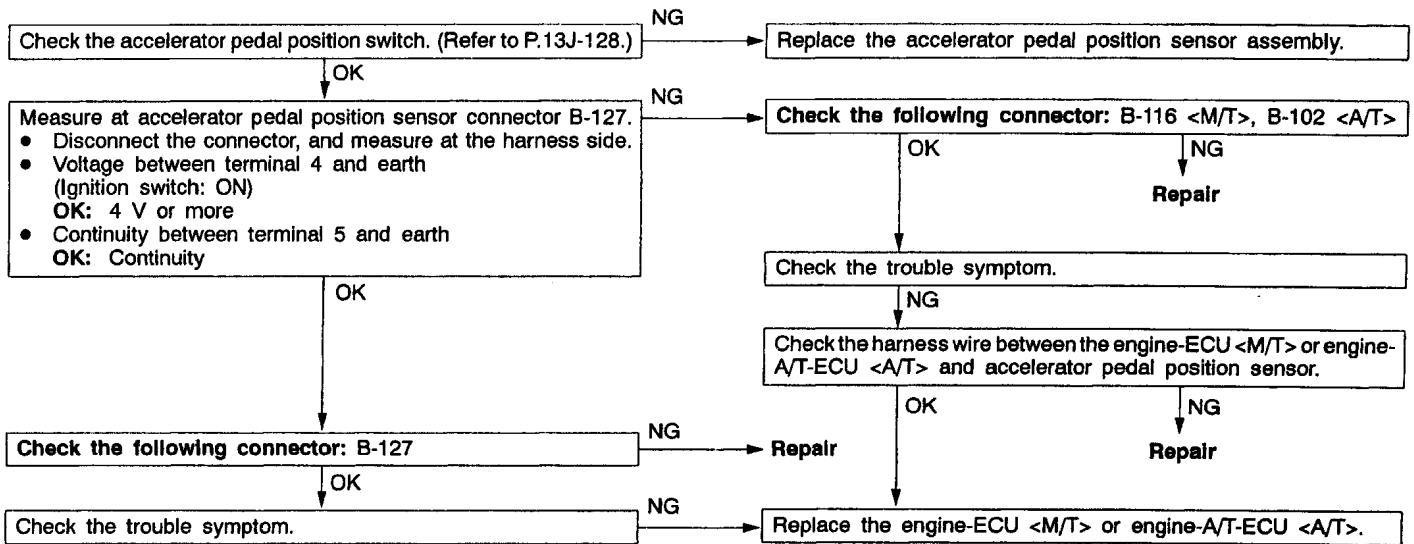 NG
Check the accelerator pedal position switch. (Refer to P.13J-128.)
Replace the accelerator pedal position sensor assembly.
OK
NG
Measure at accelerator pedal position sensor connector B-127.
● Disconnect the connector, and measure at the harness side.
● Voltage between terminal 4 and earth
(Ignition switch: ON)
OK: 4 V or more
● Continuity between terminal 5 and earth
OK: Continuity
Check the following connector: B-116 <M/T>, B-102 <A/T>
OK
NG
Repair
Check the trouble symptom.
OK
NG
Check the harness wire between the engine-ECU <M/T> or engine-
A/T-ECU <A/T> and accelerator pedal position sensor.
OK
NG
Check the following connector: B-127
NG
Repair
Repair
OK
Check the trouble symptom.
NG
Replace the engine-ECU <M/T> or engine-A/T-ECU <A/T>.